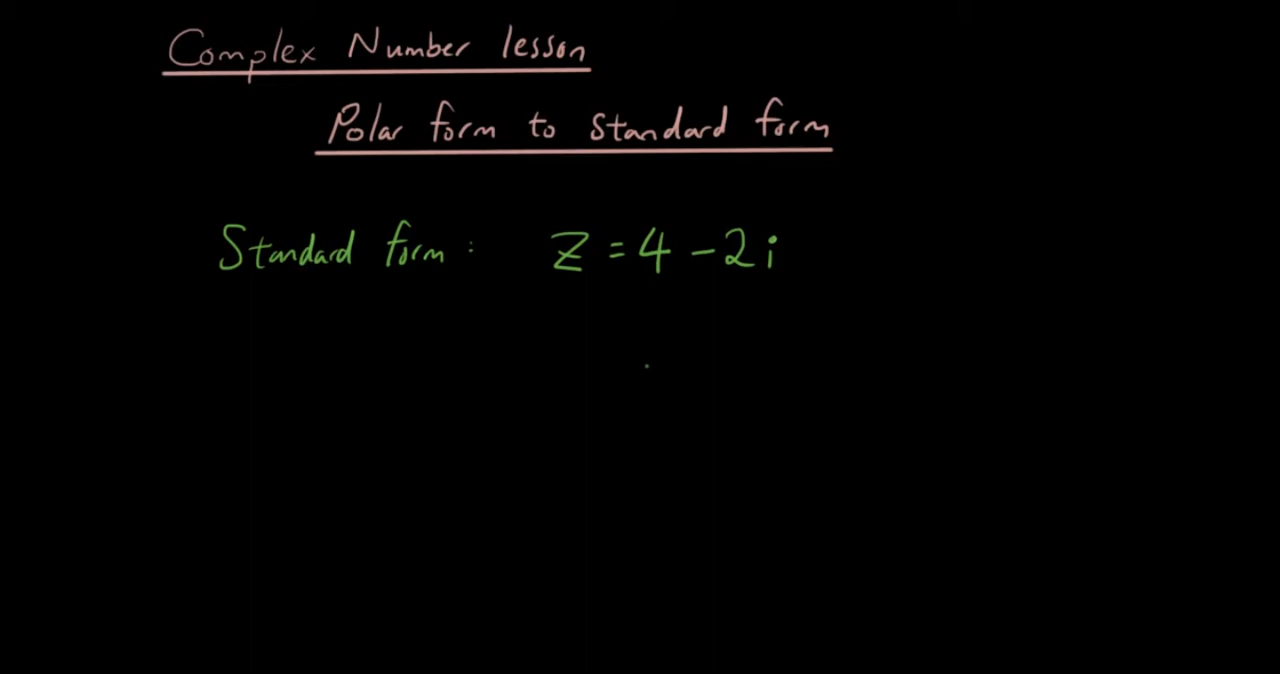 Complex Number lesson
Polar form to Standard form
Standard form : Z = 4 - 2i